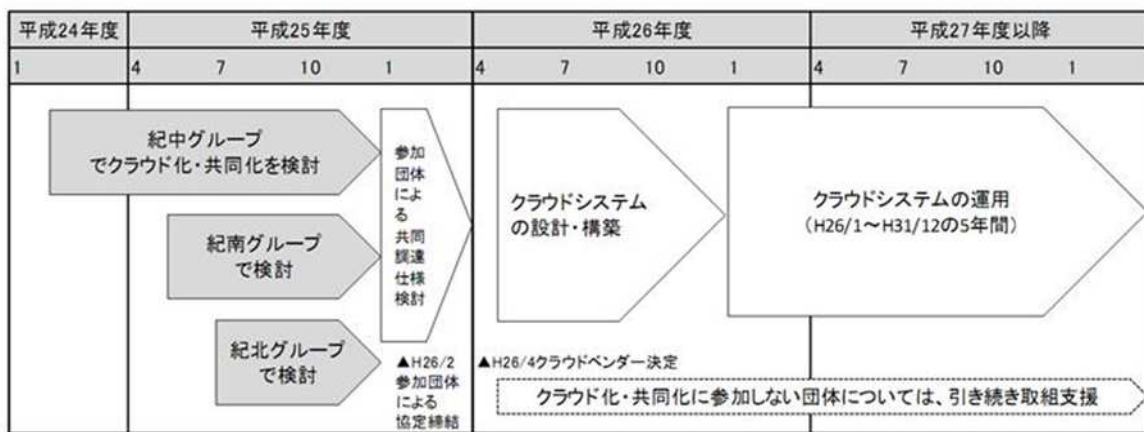 平成24年度 平成25年度 平成26年度 平成27年度以降
1 4 7 10 1 4 7 10 1 4 7 10 1
紀中グループ
でクラウド化・共同化を検討
紀南グループ
で検討
紀北グループ
で検討
参加
団体
によ
る
共同
調達
仕様
検討
▲H26/2
参加団体
による
協定締結
クラウドシステム
の設計・構築
▲H26/4クラウドベンダー決定
クラウドシステムの運用
(H26/1～H31/12の5年間)
クラウド化・共同化に参加しない団体については、引き続き取組支援